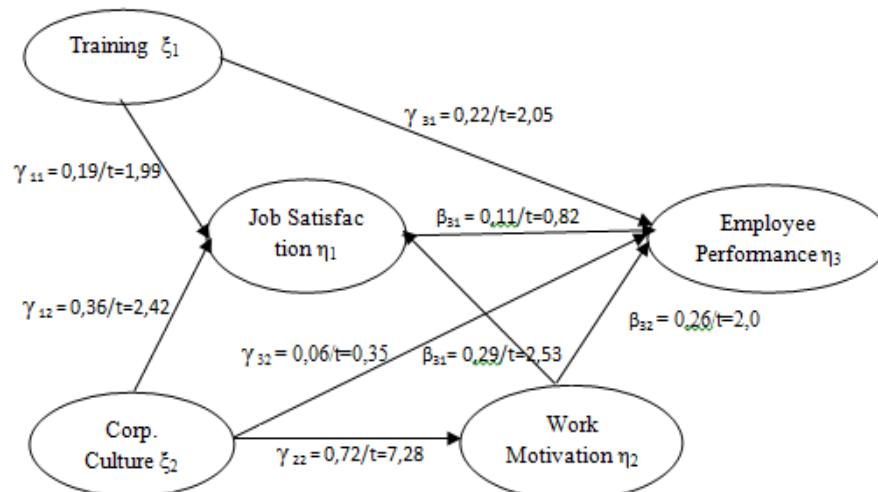 Training ξ1
γ 31 = 0,22/t=2,05
γ 11 = 0,19/t=1,99
Job Satisfac
tion η1
β31 = 0,11/t=0,82
Employee
Performance η3
γ 12 = 0,36/t=2,42
β32 = 0,26/t=2,0
γ 32 = 0,06/t=0,35
β31= 0,29/t=2,53
Corp.
Culture ξ2
γ 22 = 0,72/t=7,28
Work
Motivation η2